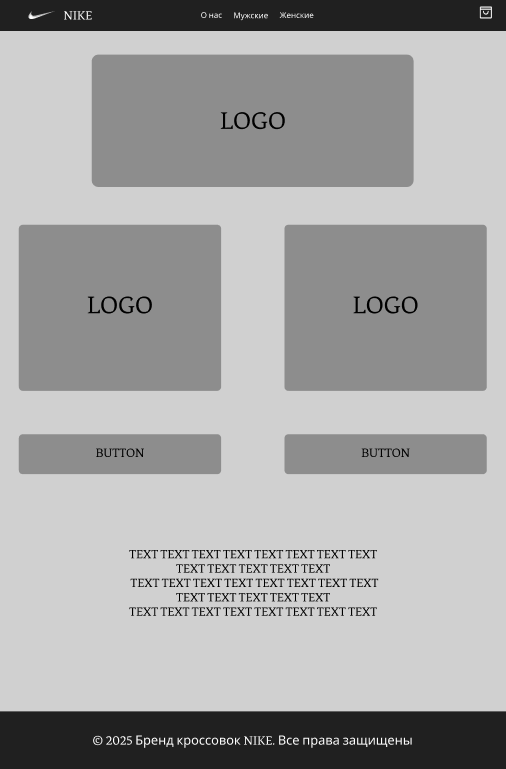 NIKE
О нас Мужские Женские
LOGO
LOGO LOGO
BUTTON BUTTON
TEXT TEXT TEXT TEXT TEXT TEXT TEXT TEXT
TEXT TEXT TEXT TEXT TEXT
TEXT TEXT TEXT TEXT TEXT TEXT TEXT TEXT
TEXT TEXT TEXT TEXT TEXT
TEXT TEXT TEXT TEXT TEXT TEXT TEXT TEXT
© 2025 Бренд кроссовок NIKE. Все права защищены